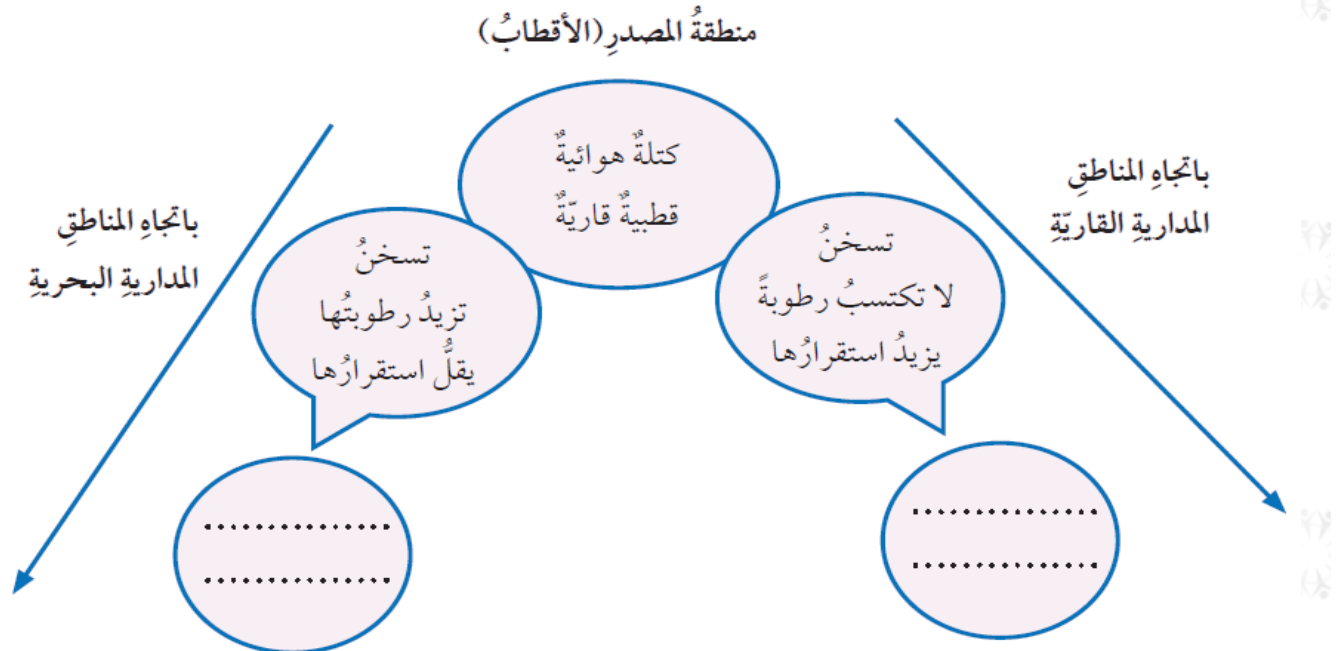 منطقةُ المصدرِ(الأقطابُ)
كتلةٌ هوائيةٌ
قطبيةٌ قاريّةٌ
باتجاهِ المناطقِ
المداريةِ القاريّةِ
تسخنُ
لا تكتسبُ رطوبةً
يزيدُ استقرارُها
..............
..............
باتجاهِ المناطقِ
المداريةِ البحريةِ
تسخنُ
تزيدُ رطوبتُها
يقلُّ استقرارُها
..............
..............